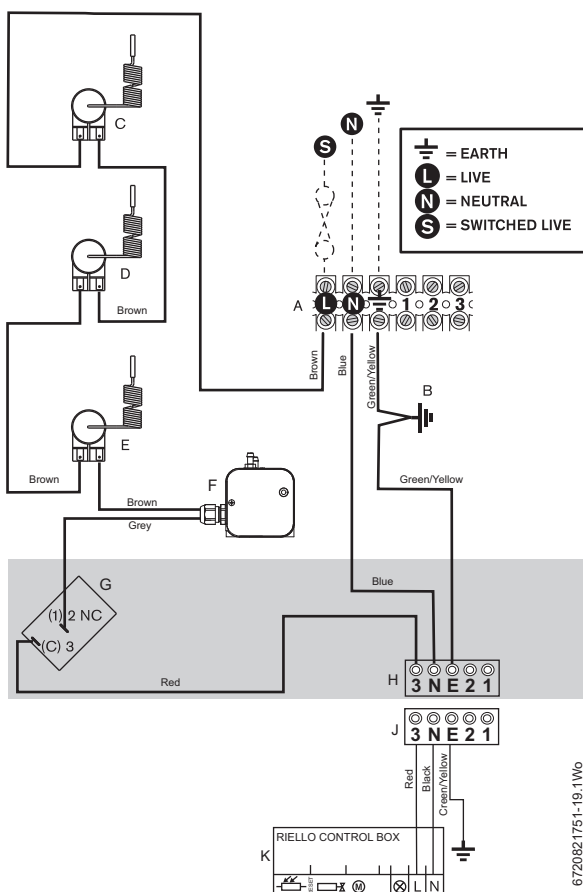 C
S
N
= EARTH
L = LIVE
N = NEUTRAL
S = SWITCHED LIVE
D
Brown
A
L N 1 2 3
Brown
Blue
Green/Yellow
B
E
Brown
Brown
Grey
F
Green/Yellow
G
(1) 2 NC
(C) 3
Blue
Red
H
3 N E 2 1
J
3 N E 2 1
Red
Black
Green/Yellow
K
RIELLO CONTROL BOX
M
L N
6720821751-19.1Wo